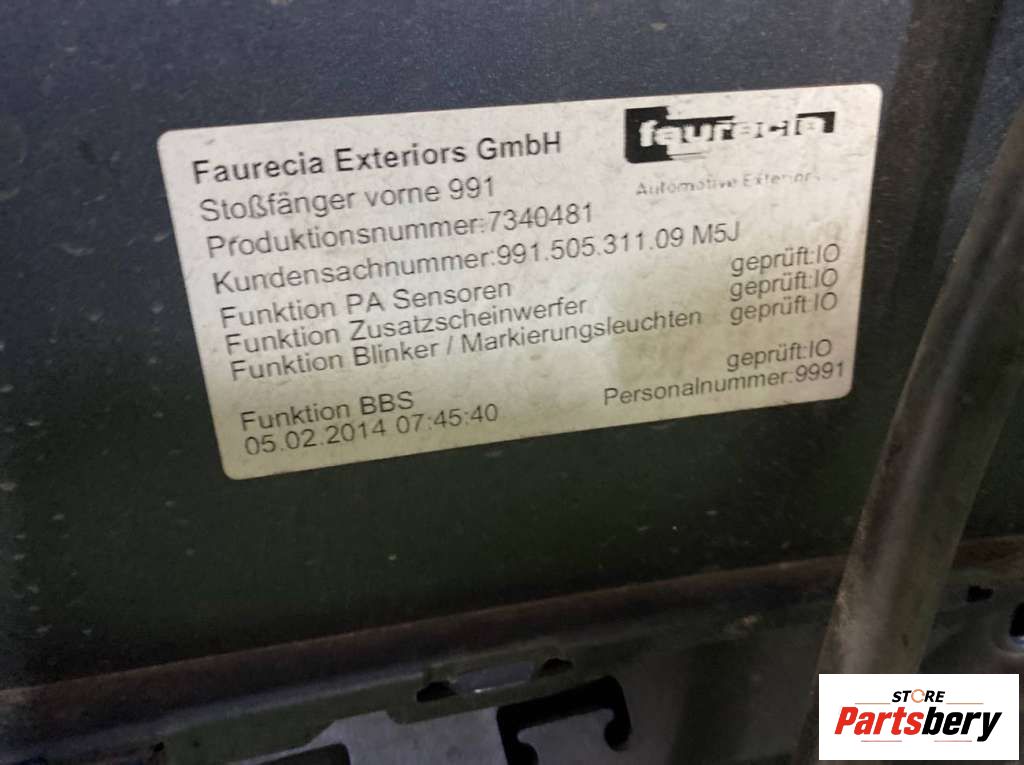 Faurecia Exteriors GmbH
faurecia
Automotive Exteriors
Stoßfänger vorne 991
Produktionsnummer:7340481
Kundensachnummer:991.505.311.09 M5J
Funktion PA Sensoren geprüft:IO
Funktion Zusatzscheinwerfer geprüft:IO
Funktion Blinker / Markierungsleuchten geprüft:IO
Funktion BBS geprüft:IO
05.02.2014 07:45:40 Personalnummer:9991
STORE
Partsbery